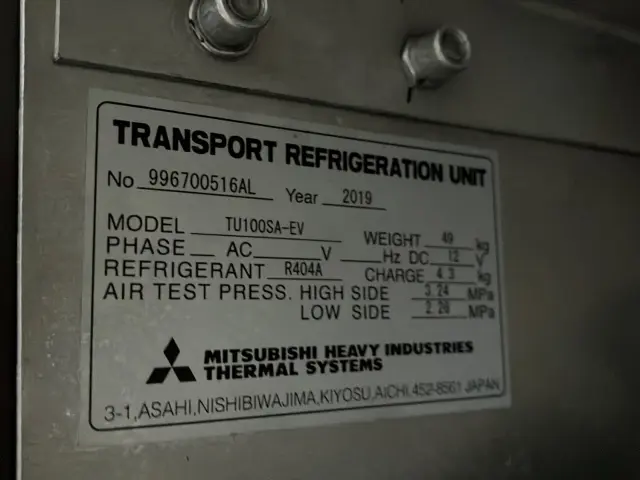 TRANSPORT REFRIGERATION UNIT
No 996700516AL Year 2019
MODEL TU100SA-EV WEIGHT 49 kg
PHASE AC V Hz DC 12 V
REFRIGERANT R404A CHARGE 4.3 kg
AIR TEST PRESS. HIGH SIDE 3.24 MPa
LOW SIDE 2.20 MPa
MITSUBISHI HEAVY INDUSTRIES
THERMAL SYSTEMS
3-1,ASAHI,NISHIBIWAJIMA,KIYOSU,AICHI,452-8561 JAPAN